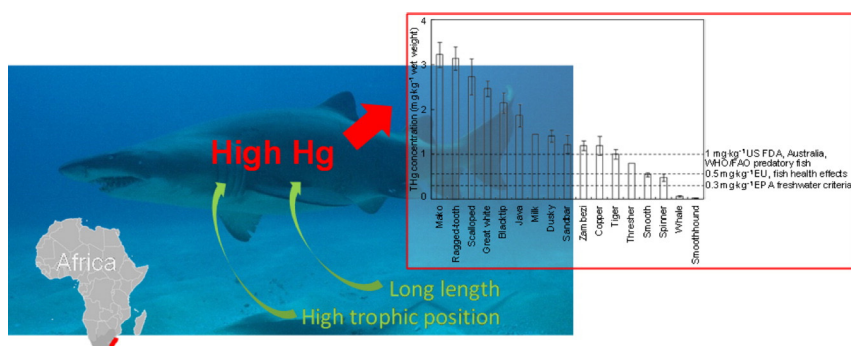 4
3
2
1
0
THg concentration (mg·kg⁻¹ wet weight)
1 mg·kg⁻¹ US FDA, Australia,
WHO/FAO predatory fish
0.5 mg·kg⁻¹ EU, fish health effects
0.3 mg·kg⁻¹ EPA freshwater criteria
Mako
Ragged-tooth
Scalloped
Great white
Blacktip
Java
Milk
Dusky
Sandbar
Zambezi
Copper
Tiger
Thresher
Smooth
Spinner
Whale
Smoothhound
High Hg
Africa
Long length
High trophic position